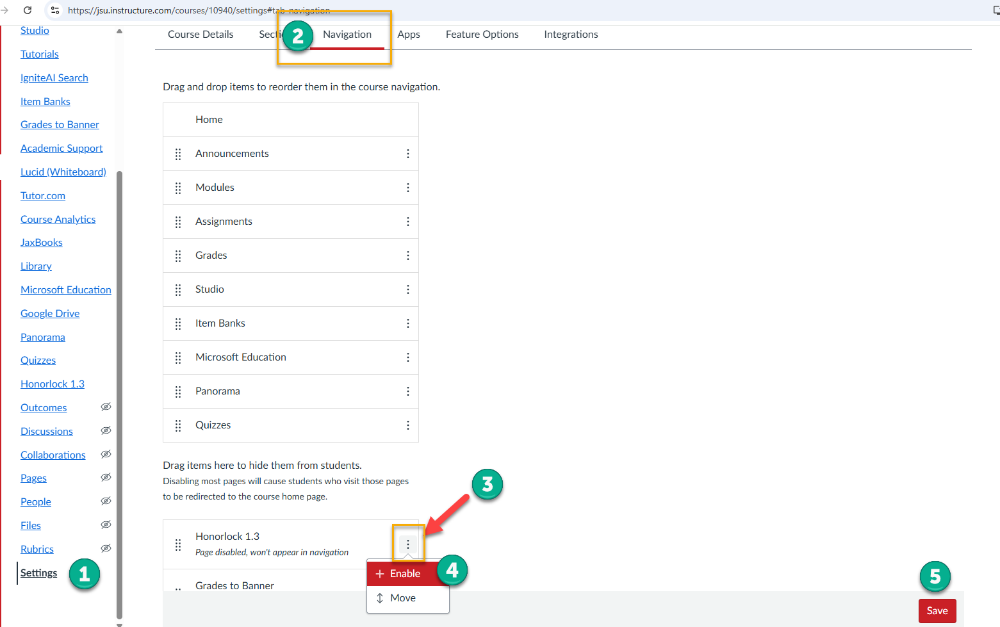 https://jsu.instructure.com/courses/10940/settings#tab-navigation
Studio
Tutorials
IgniteAI Search
Item Banks
Grades to Banner
Academic Support
Lucid (Whiteboard)
Tutor.com
Course Analytics
JaxBooks
Library
Microsoft Education
Google Drive
Panorama
Quizzes
Honorlock 1.3
Outcomes
Discussions
Collaborations
Pages
People
Files
Rubrics
Settings
1
Course Details
2
Navigation
Apps
Feature Options
Integrations
Drag and drop items to reorder them in the course navigation.
Home
Announcements
Modules
Assignments
Grades
Studio
Item Banks
Microsoft Education
Panorama
Quizzes
Drag items here to hide them from students.
Disabling most pages will cause students who visit those pages
to be redirected to the course home page.
3
Honorlock 1.3
Page disabled, won't appear in navigation
Enable
4
Move
Grades to Banner
5
Save